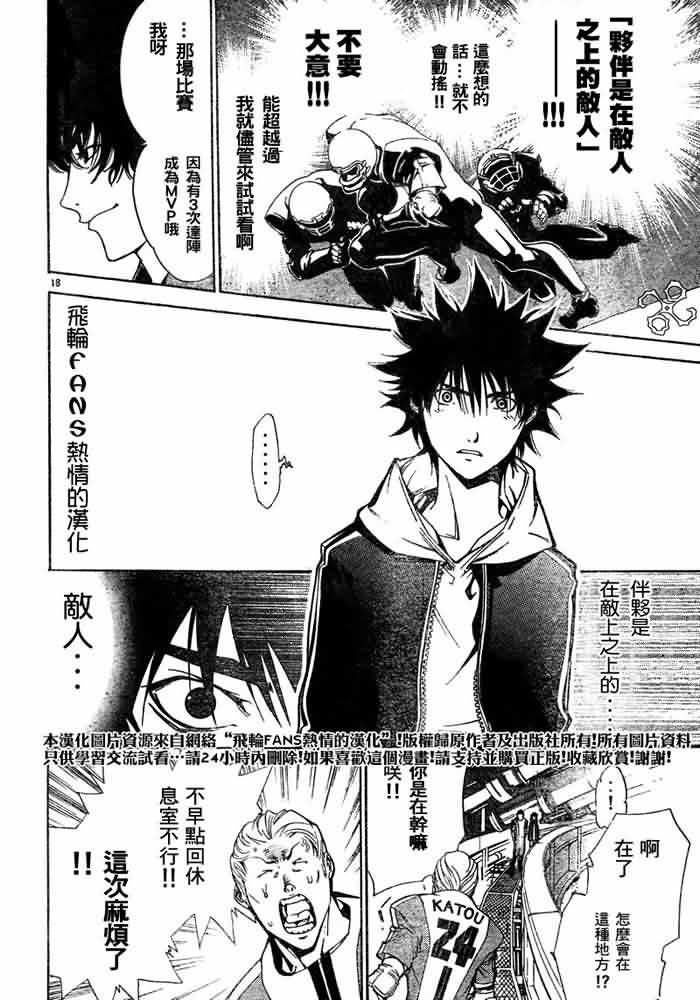 「夥伴是在敵人
之上的敵人」
——!!!
這麼想的
話…就不
會動搖!!
不要
大意!!!
能超越過
我就儘管來試試看啊
…那場比賽
我呀
因為有3次達陣
成為MVP哦
18
飛輪FANS熱情的漢化
......
伴夥是
在敵上之上的......
敵人...
本漢化圖片資源來自網絡“飛輪FANS熱情的漢化”!版權歸原作者及出版社所有!所有圖片資料
只供學習交流試看…請24小時內刪除!如果喜歡這個漫畫!請支持並購買正版!收藏欣賞!謝謝!
…!
啊
在了
怎麼會在
這種地方!?
你是在幹嘛
咲!!
KATOU
24
不早點回休
息室不行!!
這次麻煩了
!!